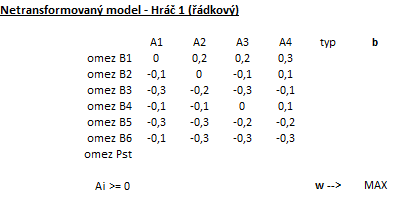 Netransformovaný model - Hráč 1 (řádkový)
A1 A2 A3 A4 typ b
omez B1 0 0,2 0,2 0,3
omez B2 -0,1 0 -0,1 0,1
omez B3 -0,3 -0,2 -0,3 -0,1
omez B4 -0,1 -0,1 0 0,1
omez B5 -0,3 -0,3 -0,2 -0,2
omez B6 -0,1 -0,3 -0,3 -0,3
omez Pst
Ai >= 0 w --> MAX